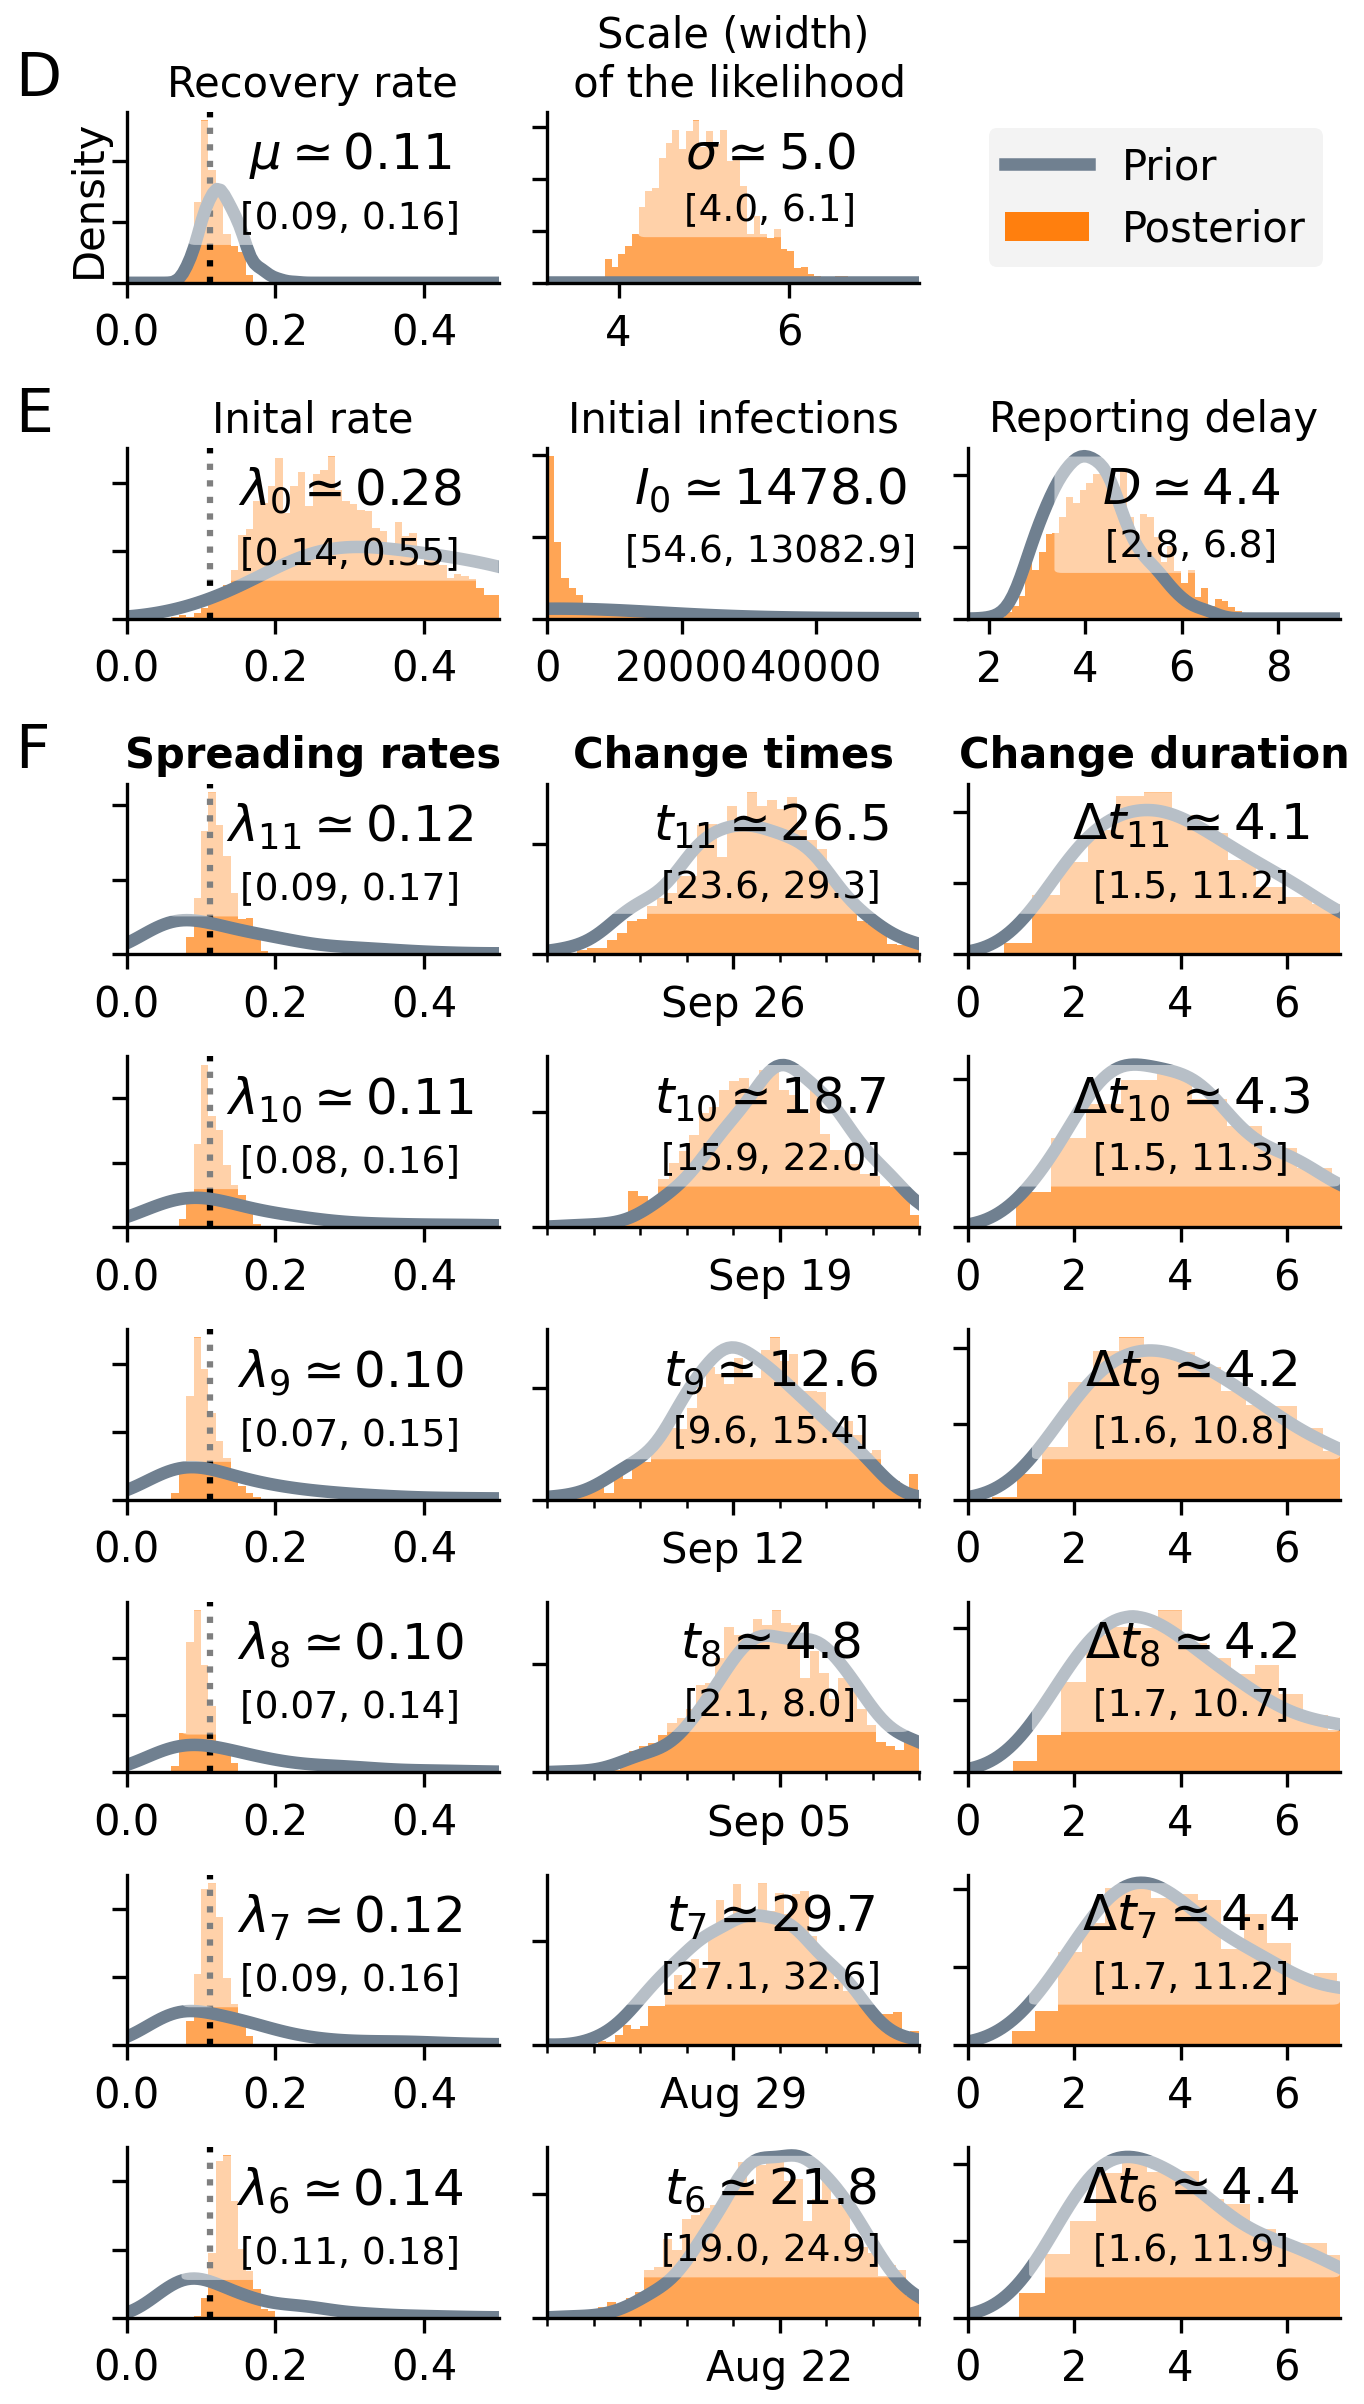 D
Recovery rate
Scale (width)
of the likelihood
Density
μ ≃ 0.11
[0.09, 0.16]
0.0 0.2 0.4
σ ≃ 5.0
[4.0, 6.1]
4 6
Prior
Posterior
E
Inital rate
λ0 ≃ 0.28
[0.14, 0.55]
0.0 0.2 0.4
Initial infections
I0 ≃ 1478.0
[54.6, 13082.9]
0 20000 40000
Reporting delay
D ≃ 4.4
[2.8, 6.8]
2 4 6 8
F
Spreading rates
Change times
Change duration
λ11 ≃ 0.12
[0.09, 0.17]
0.0 0.2 0.4
t11 ≃ 26.5
[23.6, 29.3]
Sep 26
Δt11 ≃ 4.1
[1.5, 11.2]
0 2 4 6
λ10 ≃ 0.11
[0.08, 0.16]
0.0 0.2 0.4
t10 ≃ 18.7
[15.9, 22.0]
Sep 19
Δt10 ≃ 4.3
[1.5, 11.3]
0 2 4 6
λ9 ≃ 0.10
[0.07, 0.15]
0.0 0.2 0.4
t9 ≃ 12.6
[9.6, 15.4]
Sep 12
Δt9 ≃ 4.2
[1.6, 10.8]
0 2 4 6
λ8 ≃ 0.10
[0.07, 0.14]
0.0 0.2 0.4
t8 ≃ 4.8
[2.1, 8.0]
Sep 05
Δt8 ≃ 4.2
[1.7, 10.7]
0 2 4 6
λ7 ≃ 0.12
[0.09, 0.16]
0.0 0.2 0.4
t7 ≃ 29.7
[27.1, 32.6]
Aug 29
Δt7 ≃ 4.4
[1.7, 11.2]
0 2 4 6
λ6 ≃ 0.14
[0.11, 0.18]
0.0 0.2 0.4
t6 ≃ 21.8
[19.0, 24.9]
Aug 22
Δt6 ≃ 4.4
[1.6, 11.9]
0 2 4 6